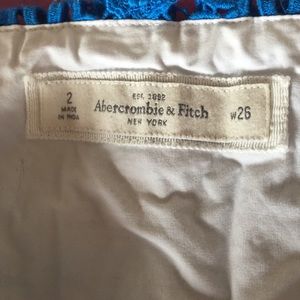 2
MADE
IN INDIA
EST. 1892
Abercrombie & Fitch
NEW YORK
W26